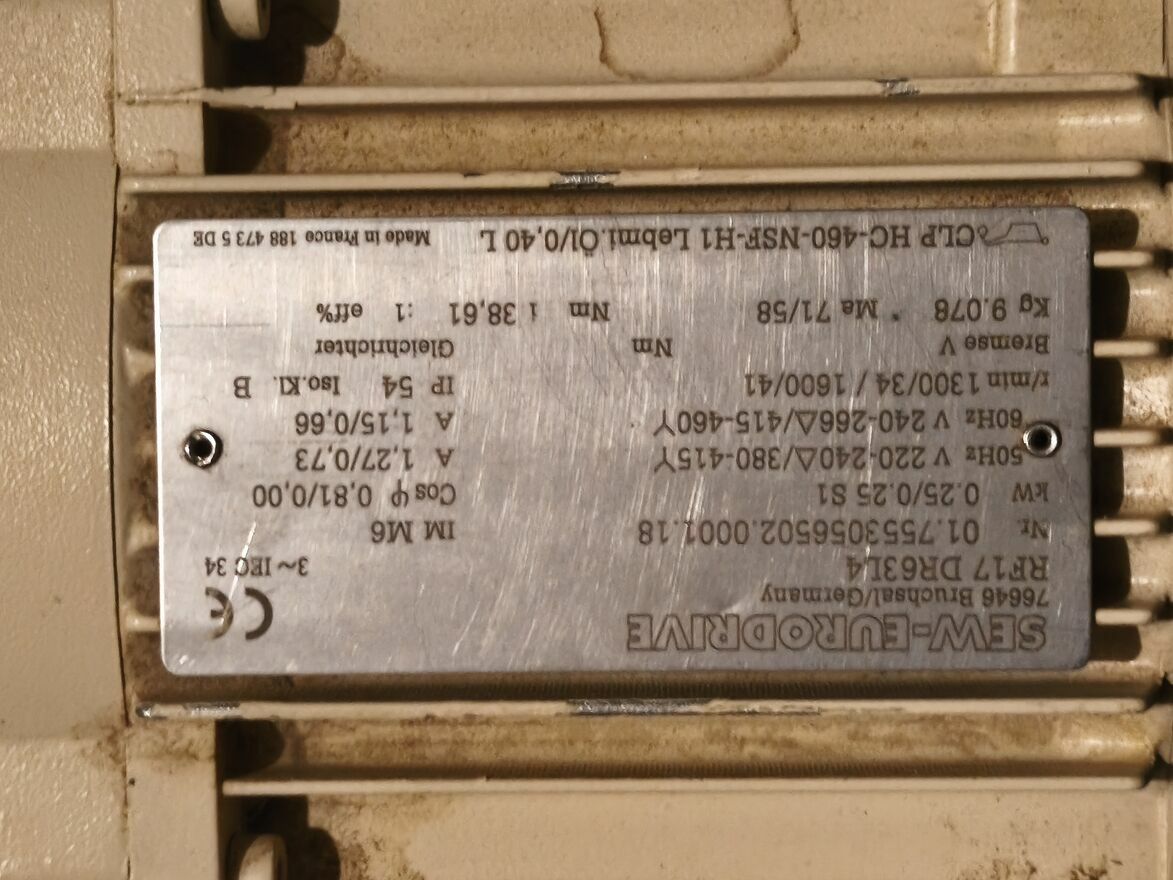 SEW-EURODRIVE
76646 Bruchsal/Germany CE
RF17 DR63L4 3~ IEC 34
Nr. 01.7553056502.0001.18 IM M6
kW 0.25/0.25 S1 Cos φ 0,81/0,00
50Hz V 220-240△/380-415Y A 1,27/0,73
60Hz V 240-266△/415-460Y A 1,15/0,66
r/min 1300/34 / 1600/41 IP 54 Iso.Kl. B
Bremse V Nm Gleichrichter
Kg 9.078 Ma 71/58 Nm i 38,61 :1 eff%
CLP HC-460-NSF-H1 Lebmi.Öl/0,40 L Made in France 188 473 5 DE